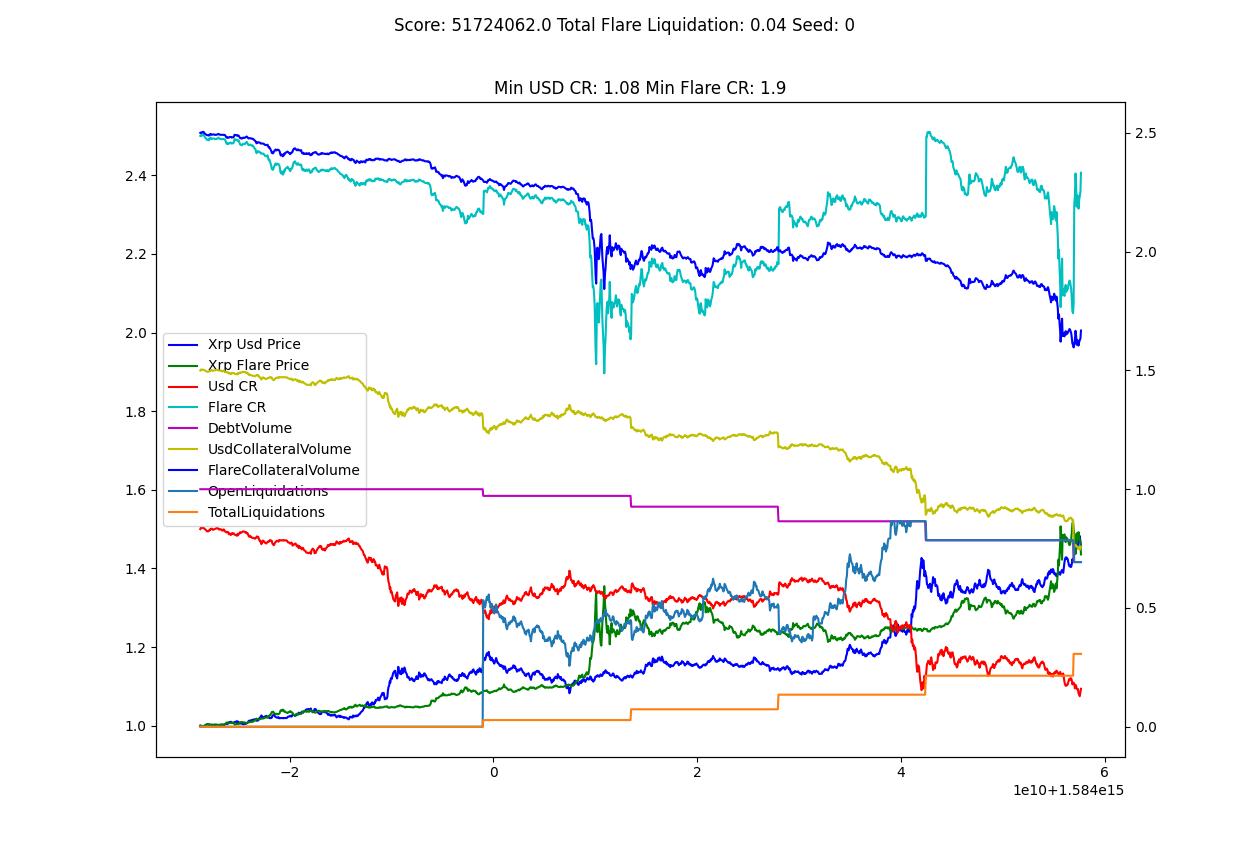 Score: 51724062.0 Total Flare Liquidation: 0.04 Seed: 0
Min USD CR: 1.08 Min Flare CR: 1.9
2.4
2.2
2.0
1.8
1.6
1.4
1.2
1.0
Xrp Usd Price
Xrp Flare Price
Usd CR
Flare CR
DebtVolume
UsdCollateralVolume
FlareCollateralVolume
OpenLiquidations
TotalLiquidations
2.5
2.0
1.5
1.0
0.5
0.0
−2 0 2 4 6
1e10+1.584e15